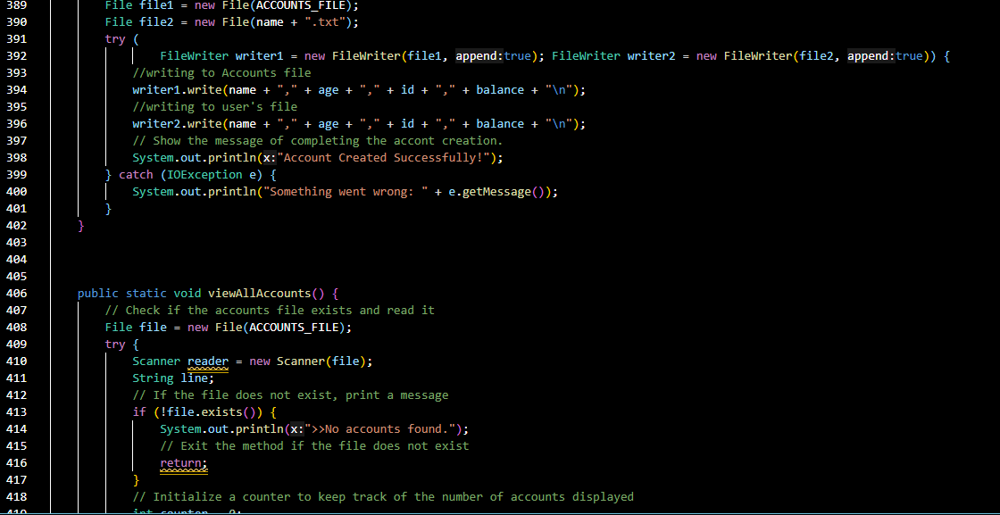 389 File file1 = new File(ACCOUNTS_FILE);
390 File file2 = new File(name + ".txt");
391 try (
392 FileWriter writer1 = new FileWriter(file1, append:true); FileWriter writer2 = new FileWriter(file2, append:true)) {
393 //writing to Accounts file
394 writer1.write(name + "," + age + "," + id + "," + balance + "\n");
395 //writing to user's file
396 writer2.write(name + "," + age + "," + id + "," + balance + "\n");
397 // Show the message of completing the accont creation.
398 System.out.println(x:"Account Created Successfully!");
399 } catch (IOException e) {
400 System.out.println("Something went wrong: " + e.getMessage());
401 }
402 }
403
404
405
406 public static void viewAllAccounts() {
407 // Check if the accounts file exists and read it
408 File file = new File(ACCOUNTS_FILE);
409 try {
410 Scanner reader = new Scanner(file);
411 String line;
412 // If the file does not exist, print a message
413 if (!file.exists()) {
414 System.out.println(x:">>No accounts found.");
415 // Exit the method if the file does not exist
416 return;
417 }
418 // Initialize a counter to keep track of the number of accounts displayed
419 int counter = 0;